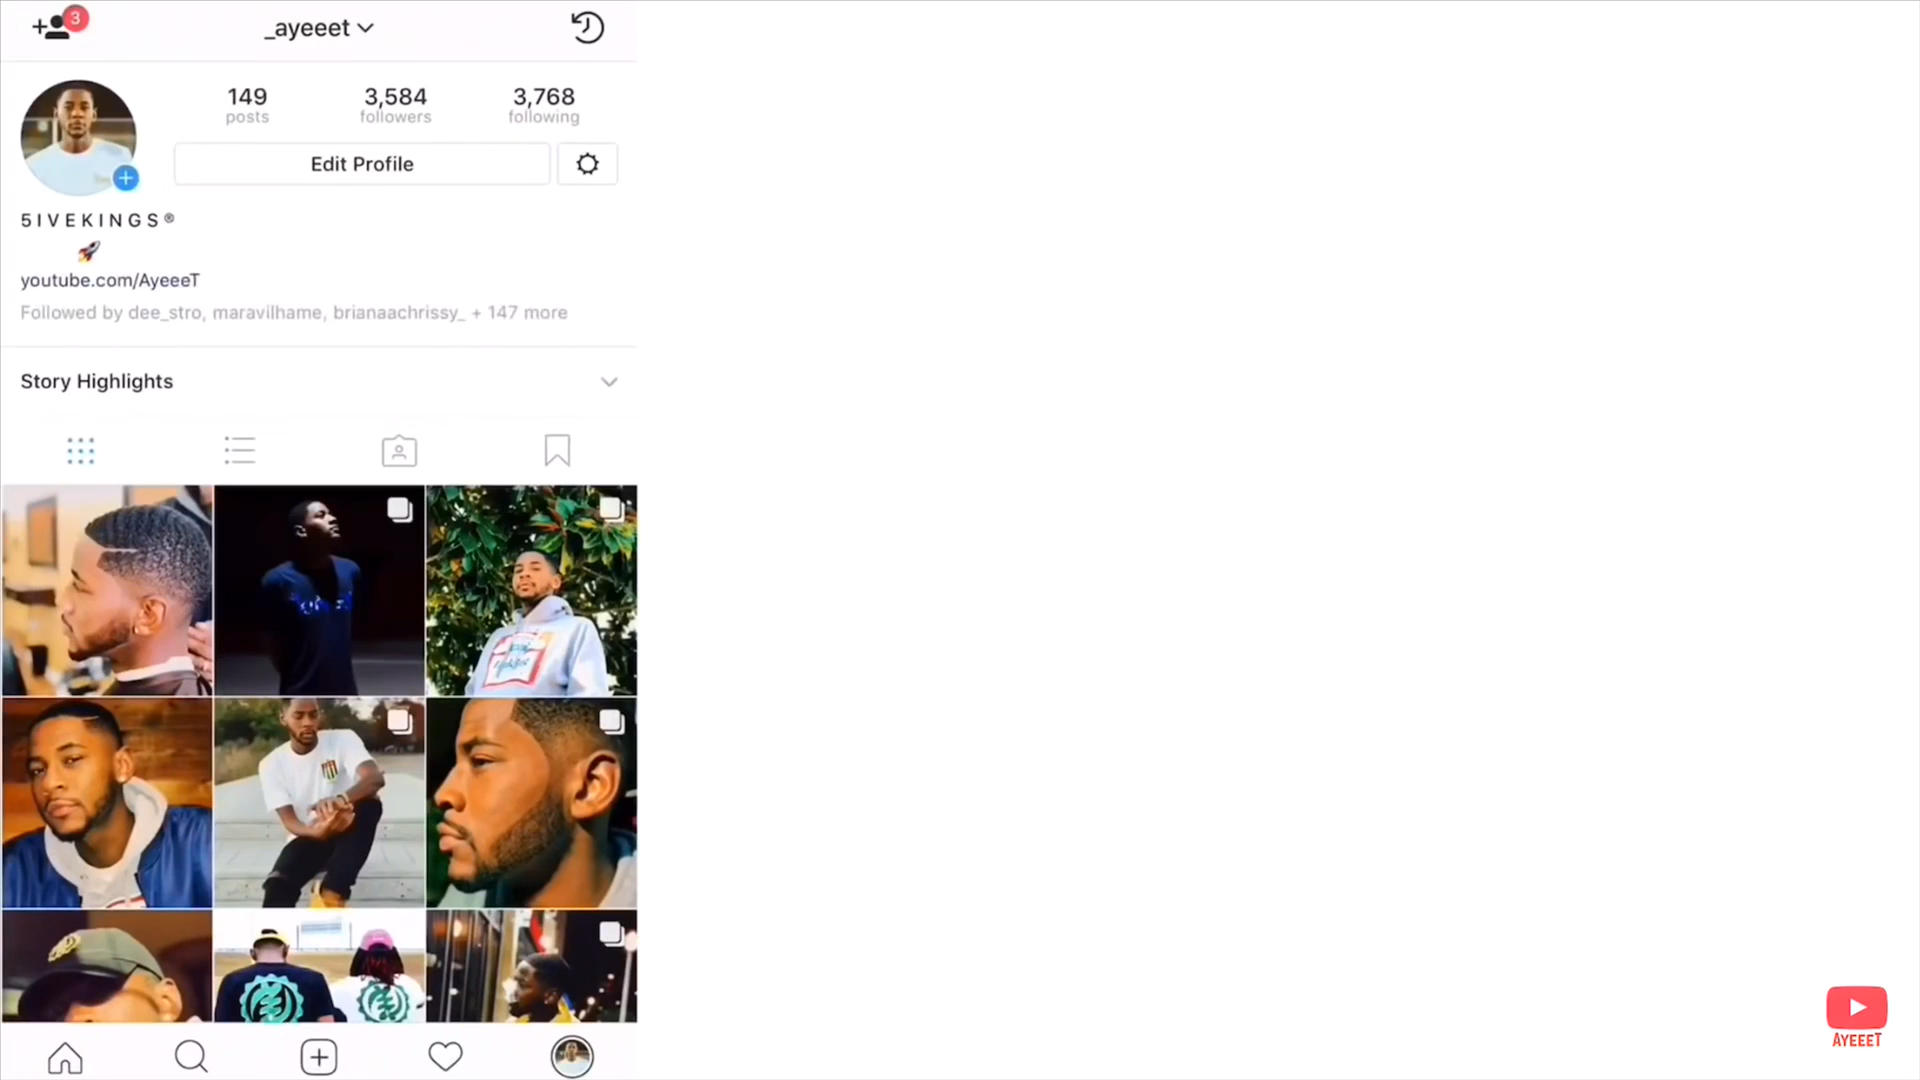 3
_ayeeet
149
3,584
3,768
posts
followers
following
Edit Profile
5IVEKINGS®
youtube.com/AyeeeT
Followed by dee_stro, maravilhame, brianaachrissy_ + 147 more
Story Highlights
AYEEET